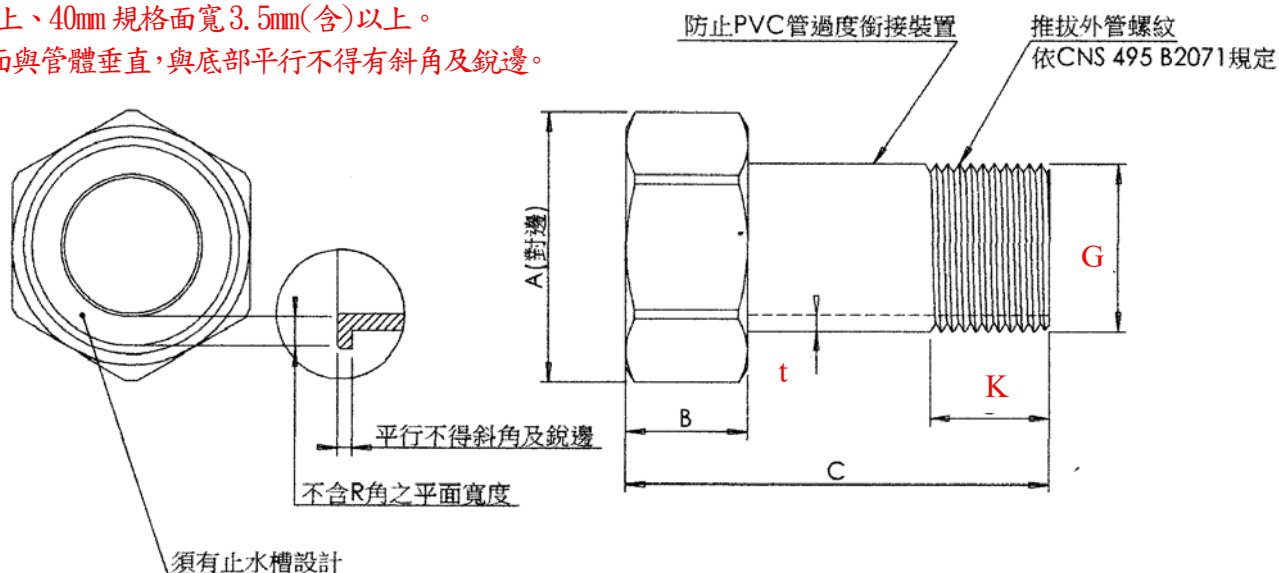 上、40mm 規格面寬 3.5mm(含)以上。
面與管體垂直，與底部平行不得有斜角及銳邊。
防止PVC管過度銜接裝置
推拔外管螺紋
依CNS 495 B2071規定
A(對邊)
G
t
K
B
C
平行不得斜角及銳邊
不含R角之平面寬度
須有止水槽設計